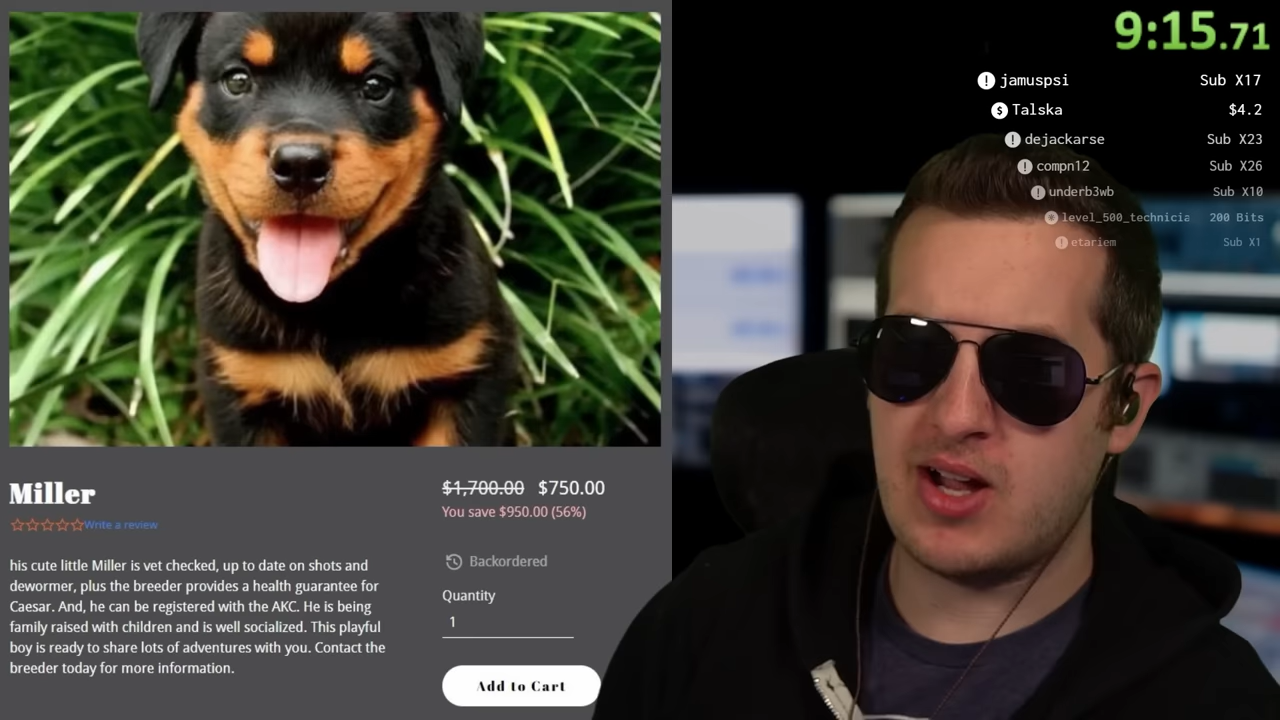 9:15.71
jamuspsi Sub X17
Talska $4.2
dejackarse Sub X23
compn12 Sub X26
underb3wb Sub X10
level_500_technicia 200 Bits
etariem Sub X1
Miller
Write a review
his cute little Miller is vet checked, up to date on shots and
dewormer, plus the breeder provides a health guarantee for
Caesar. And, he can be registered with the AKC. He is being
family raised with children and is well socialized. This playful
boy is ready to share lots of adventures with you. Contact the
breeder today for more information.
$1,700.00 $750.00
You save $950.00 (56%)
Backordered
Quantity
1
Add to Cart